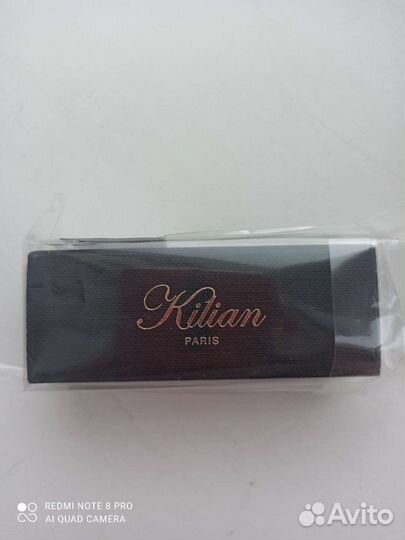 Kilian
PARIS
REDMI NOTE 8 PRO
AI QUAD CAMERA
Avito